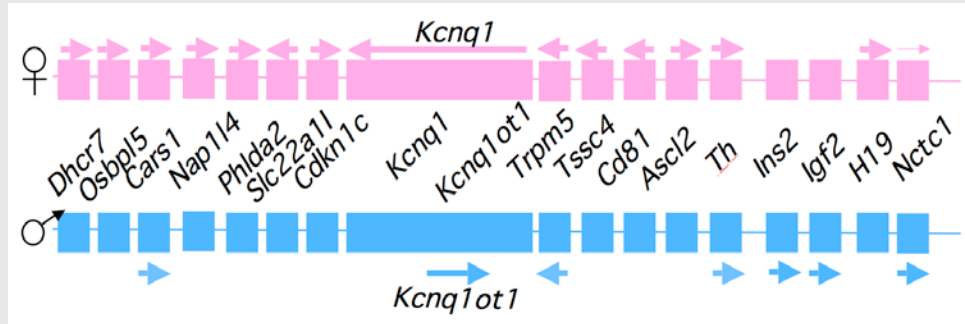 Kcnq1
Dhcr7
Osbpl5
Cars1
Nap1l4
Phlda2
Slc22a1l
Cdkn1c
Kcnq1
Kcnq1ot1
Trpm5
Tssc4
Cd81
Ascl2
Th
Ins2
Igf2
H19
Nctc1
Kcnq1ot1